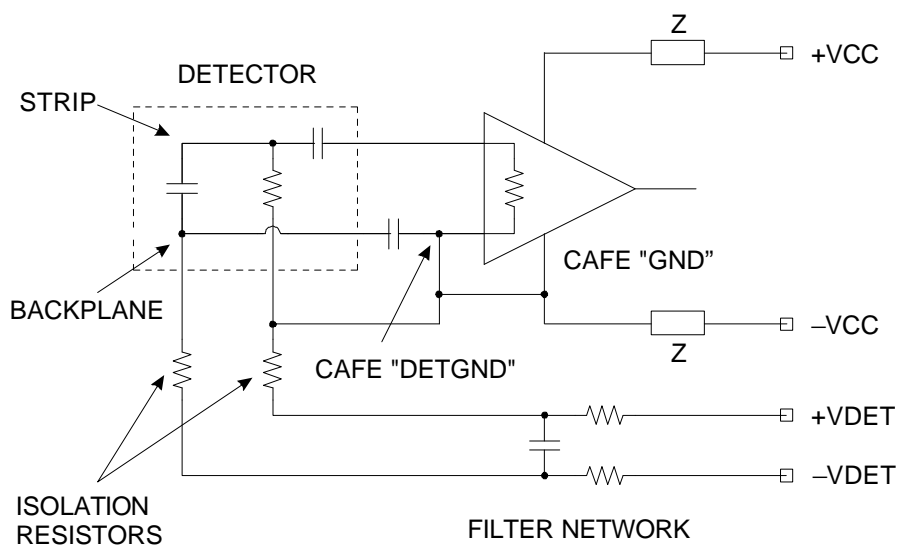 Z
+VCC
DETECTOR
STRIP
CAFE "GND”
BACKPLANE
–VCC
Z
CAFE "DETGND"
+VDET
–VDET
ISOLATION
RESISTORS
FILTER NETWORK